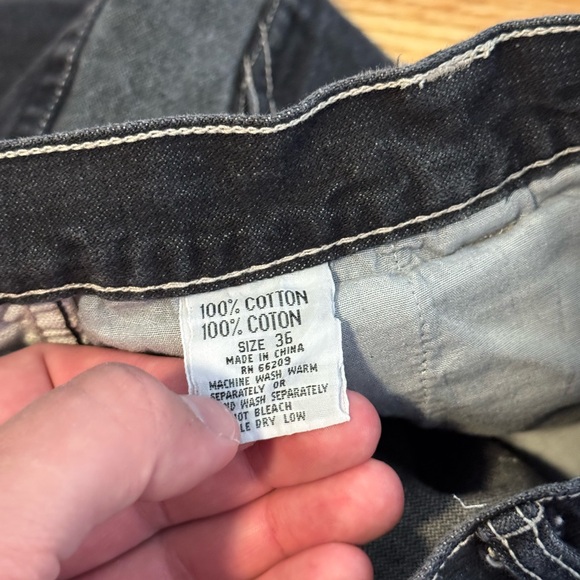 100% COTTON
100% COTON
SIZE 36
MADE IN CHINA
RN 66209
MACHINE WASH WARM
SEPARATELY OR
WASH SEPARATELY
BLEACH
DRY LOW